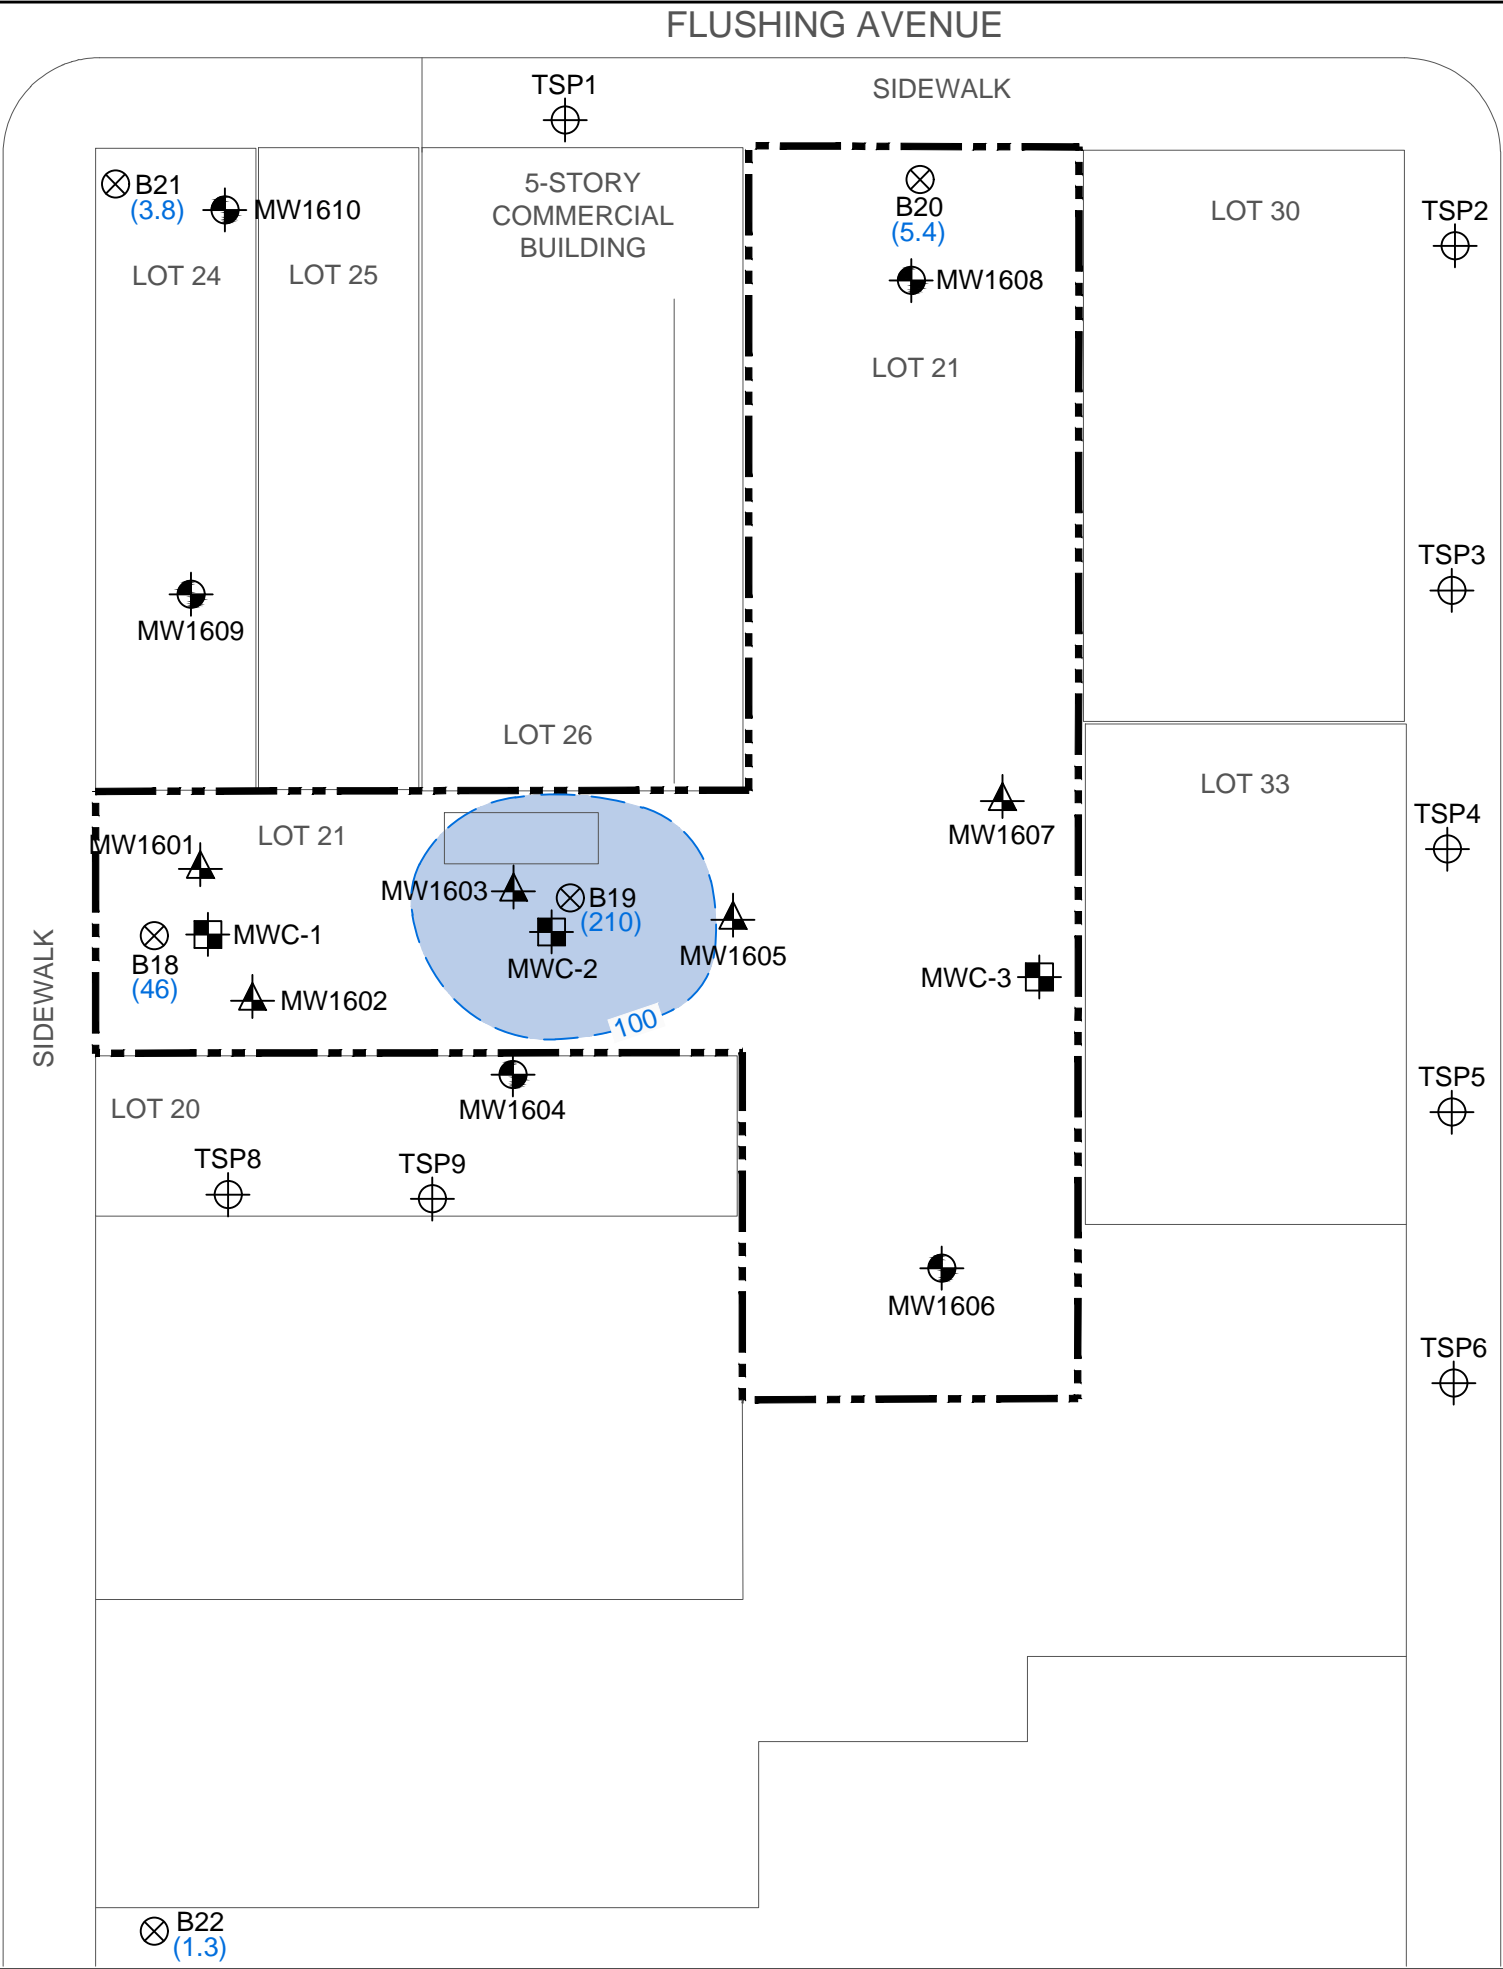 FLUSHING AVENUE
SIDEWALK
TSP1
B21
(3.8)
MW1610
5-STORY
COMMERCIAL
BUILDING
B20
(5.4)
LOT 30
TSP2
LOT 24
LOT 25
MW1608
LOT 21
TSP3
MW1609
LOT 26
LOT 33
TSP4
MW1601
LOT 21
MW1607
MW1603
B19
(210)
MWC-1
MWC-2
MW1605
MWC-3
B18
(46)
MW1602
100
SIDEWALK
LOT 20
MW1604
TSP5
TSP8
TSP9
MW1606
TSP6
B22
(1.3)